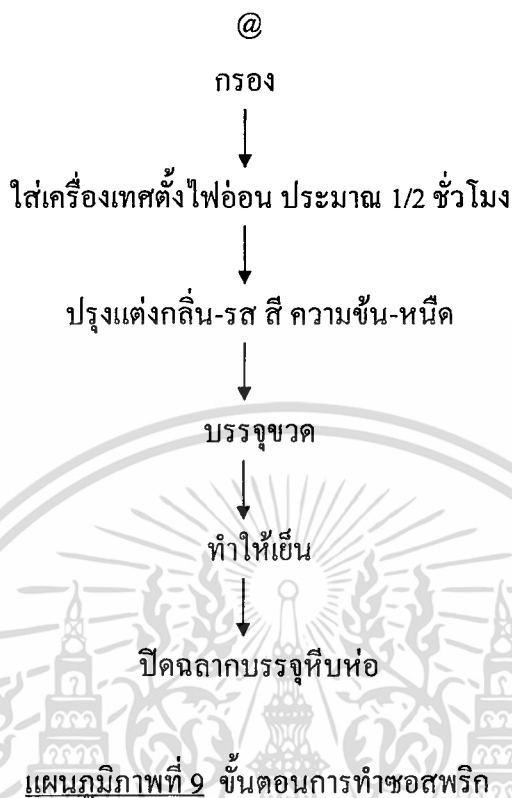 @
กรอง
ใส่เครื่องเทศตั้งไฟอ่อน ประมาณ 1/2 ชั่วโมง
ปรุงแต่งกลิ่น-รส สี ความข้น-หนืด
บรรจุขวด
ทำให้เย็น
ปิดฉลากบรรจุหีบห่อ
แผนภูมิภาพที่ 9 ขั้นตอนการทำซอสพริก